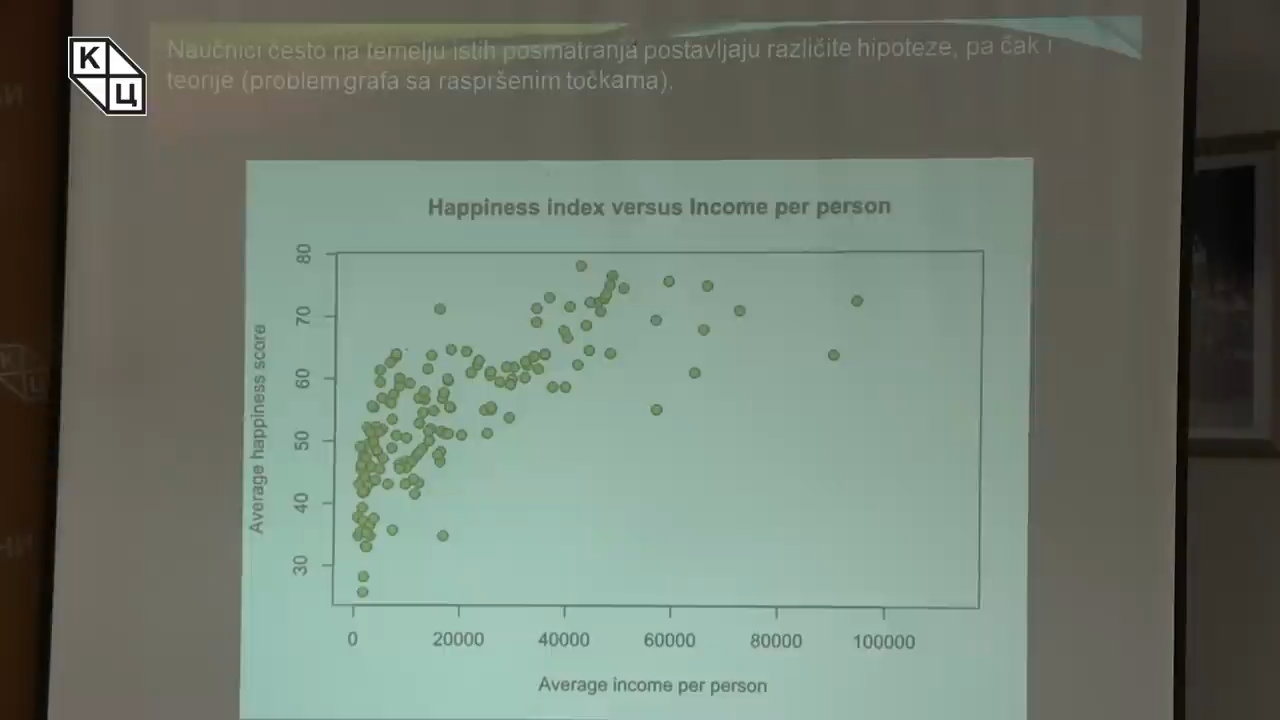 К
Ц
Naučnici često na temelju istih posmatranja postavljaju različite hipoteze, pa čak i
teorije (problem grafa sa raspršenim točkama).
Happiness index versus Income per person
Average happiness score
80
70
60
50
40
30
0 20000 40000 60000 80000 100000
Average income per person